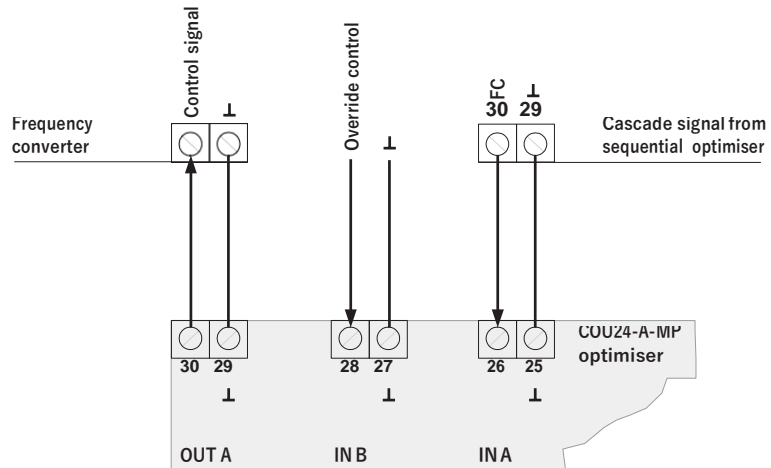 Control signal
⊥
Override control
⊥
FC
⊥
30 29
Frequency
converter
Cascade signal from
sequential optimiser
COU24-A-MP
optimiser
30 29
28 27
26 25
⊥
⊥
⊥
OUT A
IN B
IN A